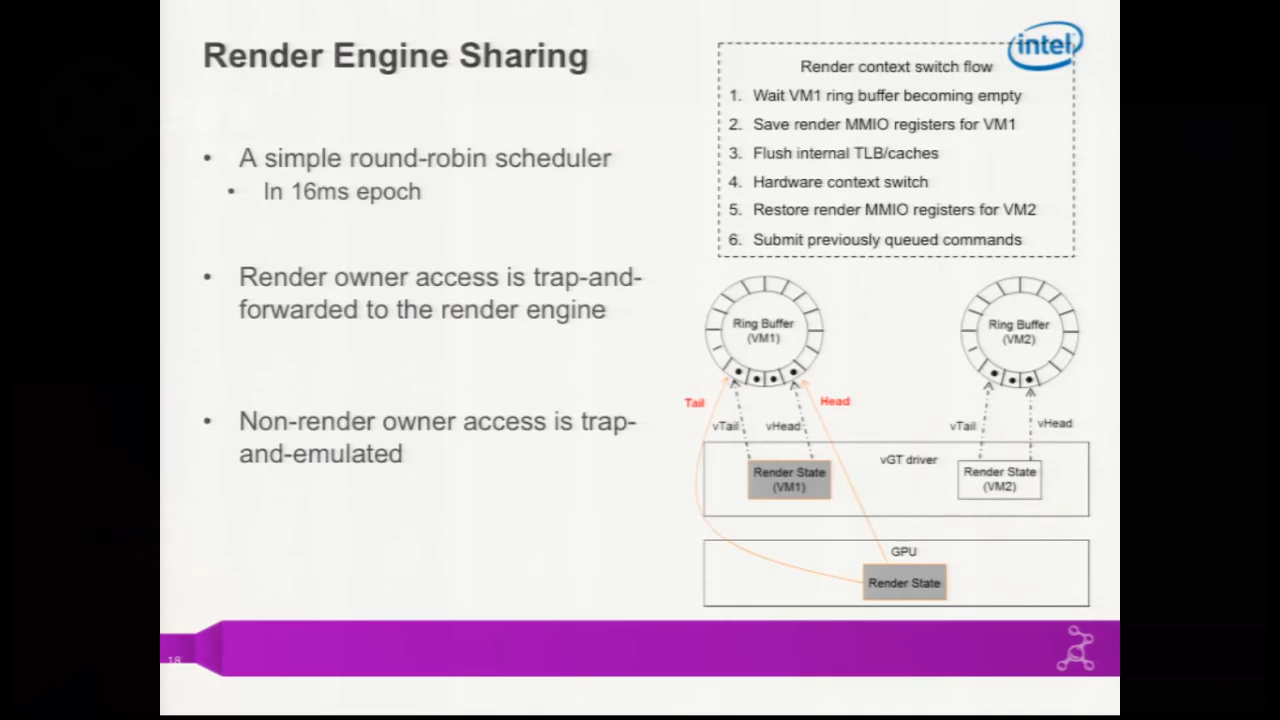 Render Engine Sharing
• A simple round-robin scheduler
• In 16ms epoch
• Render owner access is trap-and-
forwarded to the render engine
• Non-render owner access is trap-
and-emulated
intel
Render context switch flow
1. Wait VM1 ring buffer becoming empty
2. Save render MMIO registers for VM1
3. Flush internal TLB/caches
4. Hardware context switch
5. Restore render MMIO registers for VM2
6. Submit previously queued commands
Ring Buffer
(VM1)
Ring Buffer
(VM2)
Tail
Head
vTail
vHead
vTail
vHead
vGT driver
Render State
(VM1)
Render State
(VM2)
GPU
Render State
18